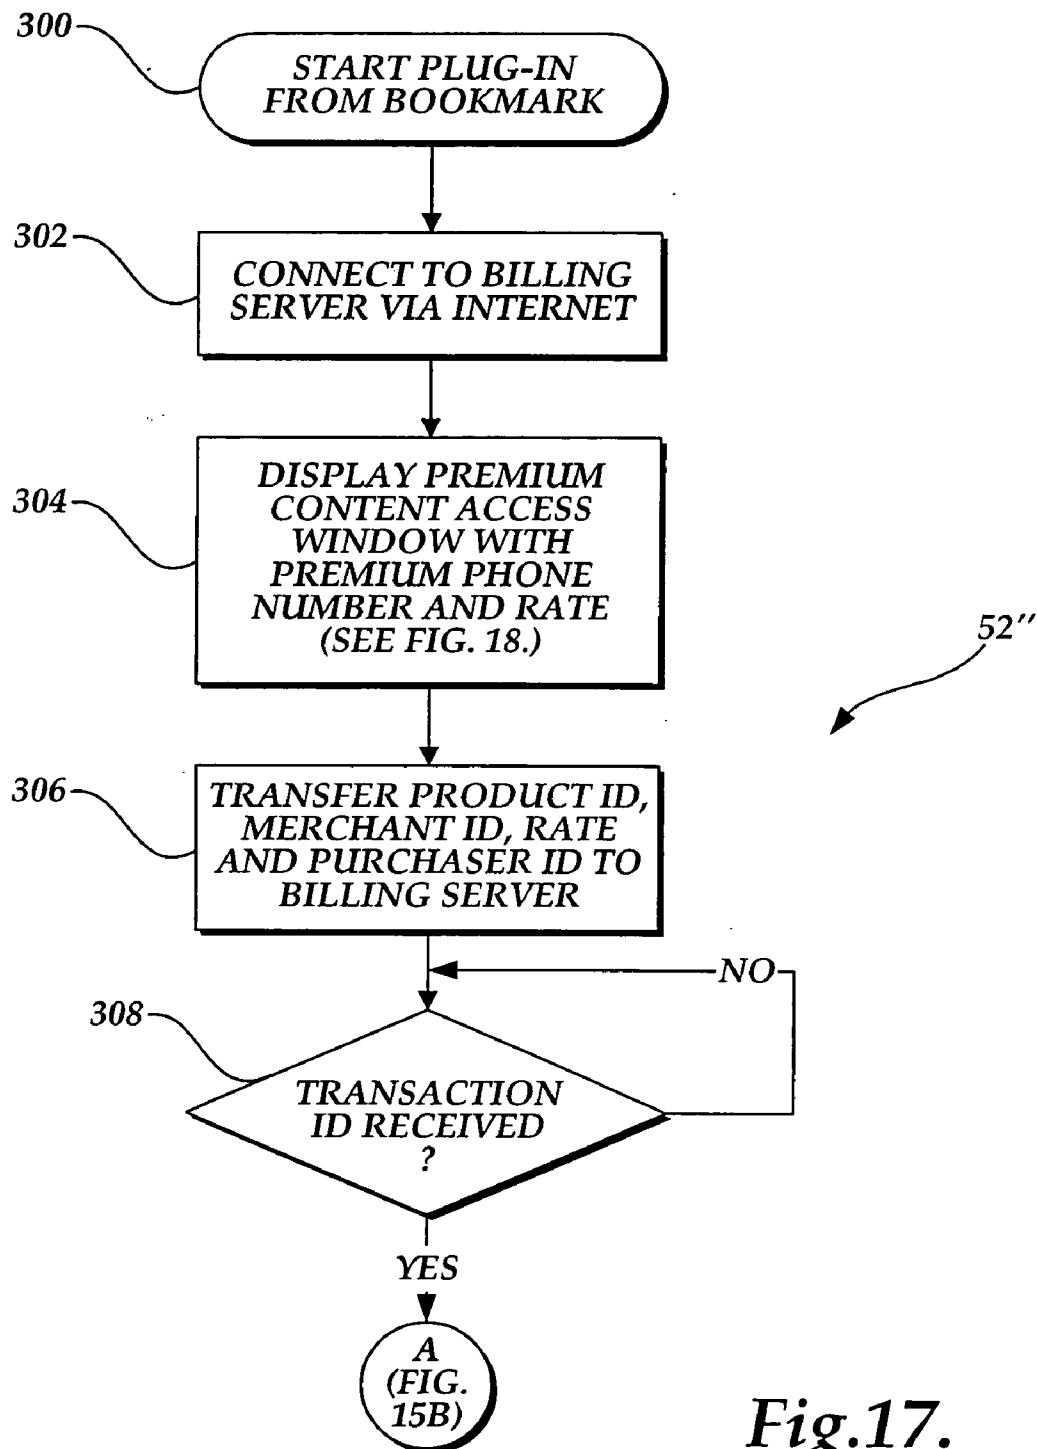 300
START PLUG-IN
FROM BOOKMARK
302
CONNECT TO BILLING
SERVER VIA INTERNET
304
DISPLAY PREMIUM
CONTENT ACCESS
WINDOW WITH
PREMIUM PHONE
NUMBER AND RATE
(SEE FIG. 18.)
52"
306
TRANSFER PRODUCT ID,
MERCHANT ID, RATE
AND PURCHASER ID TO
BILLING SERVER
NO
308
TRANSACTION
ID RECEIVED
?
YES
A
(FIG.
15B)
Fig.17.